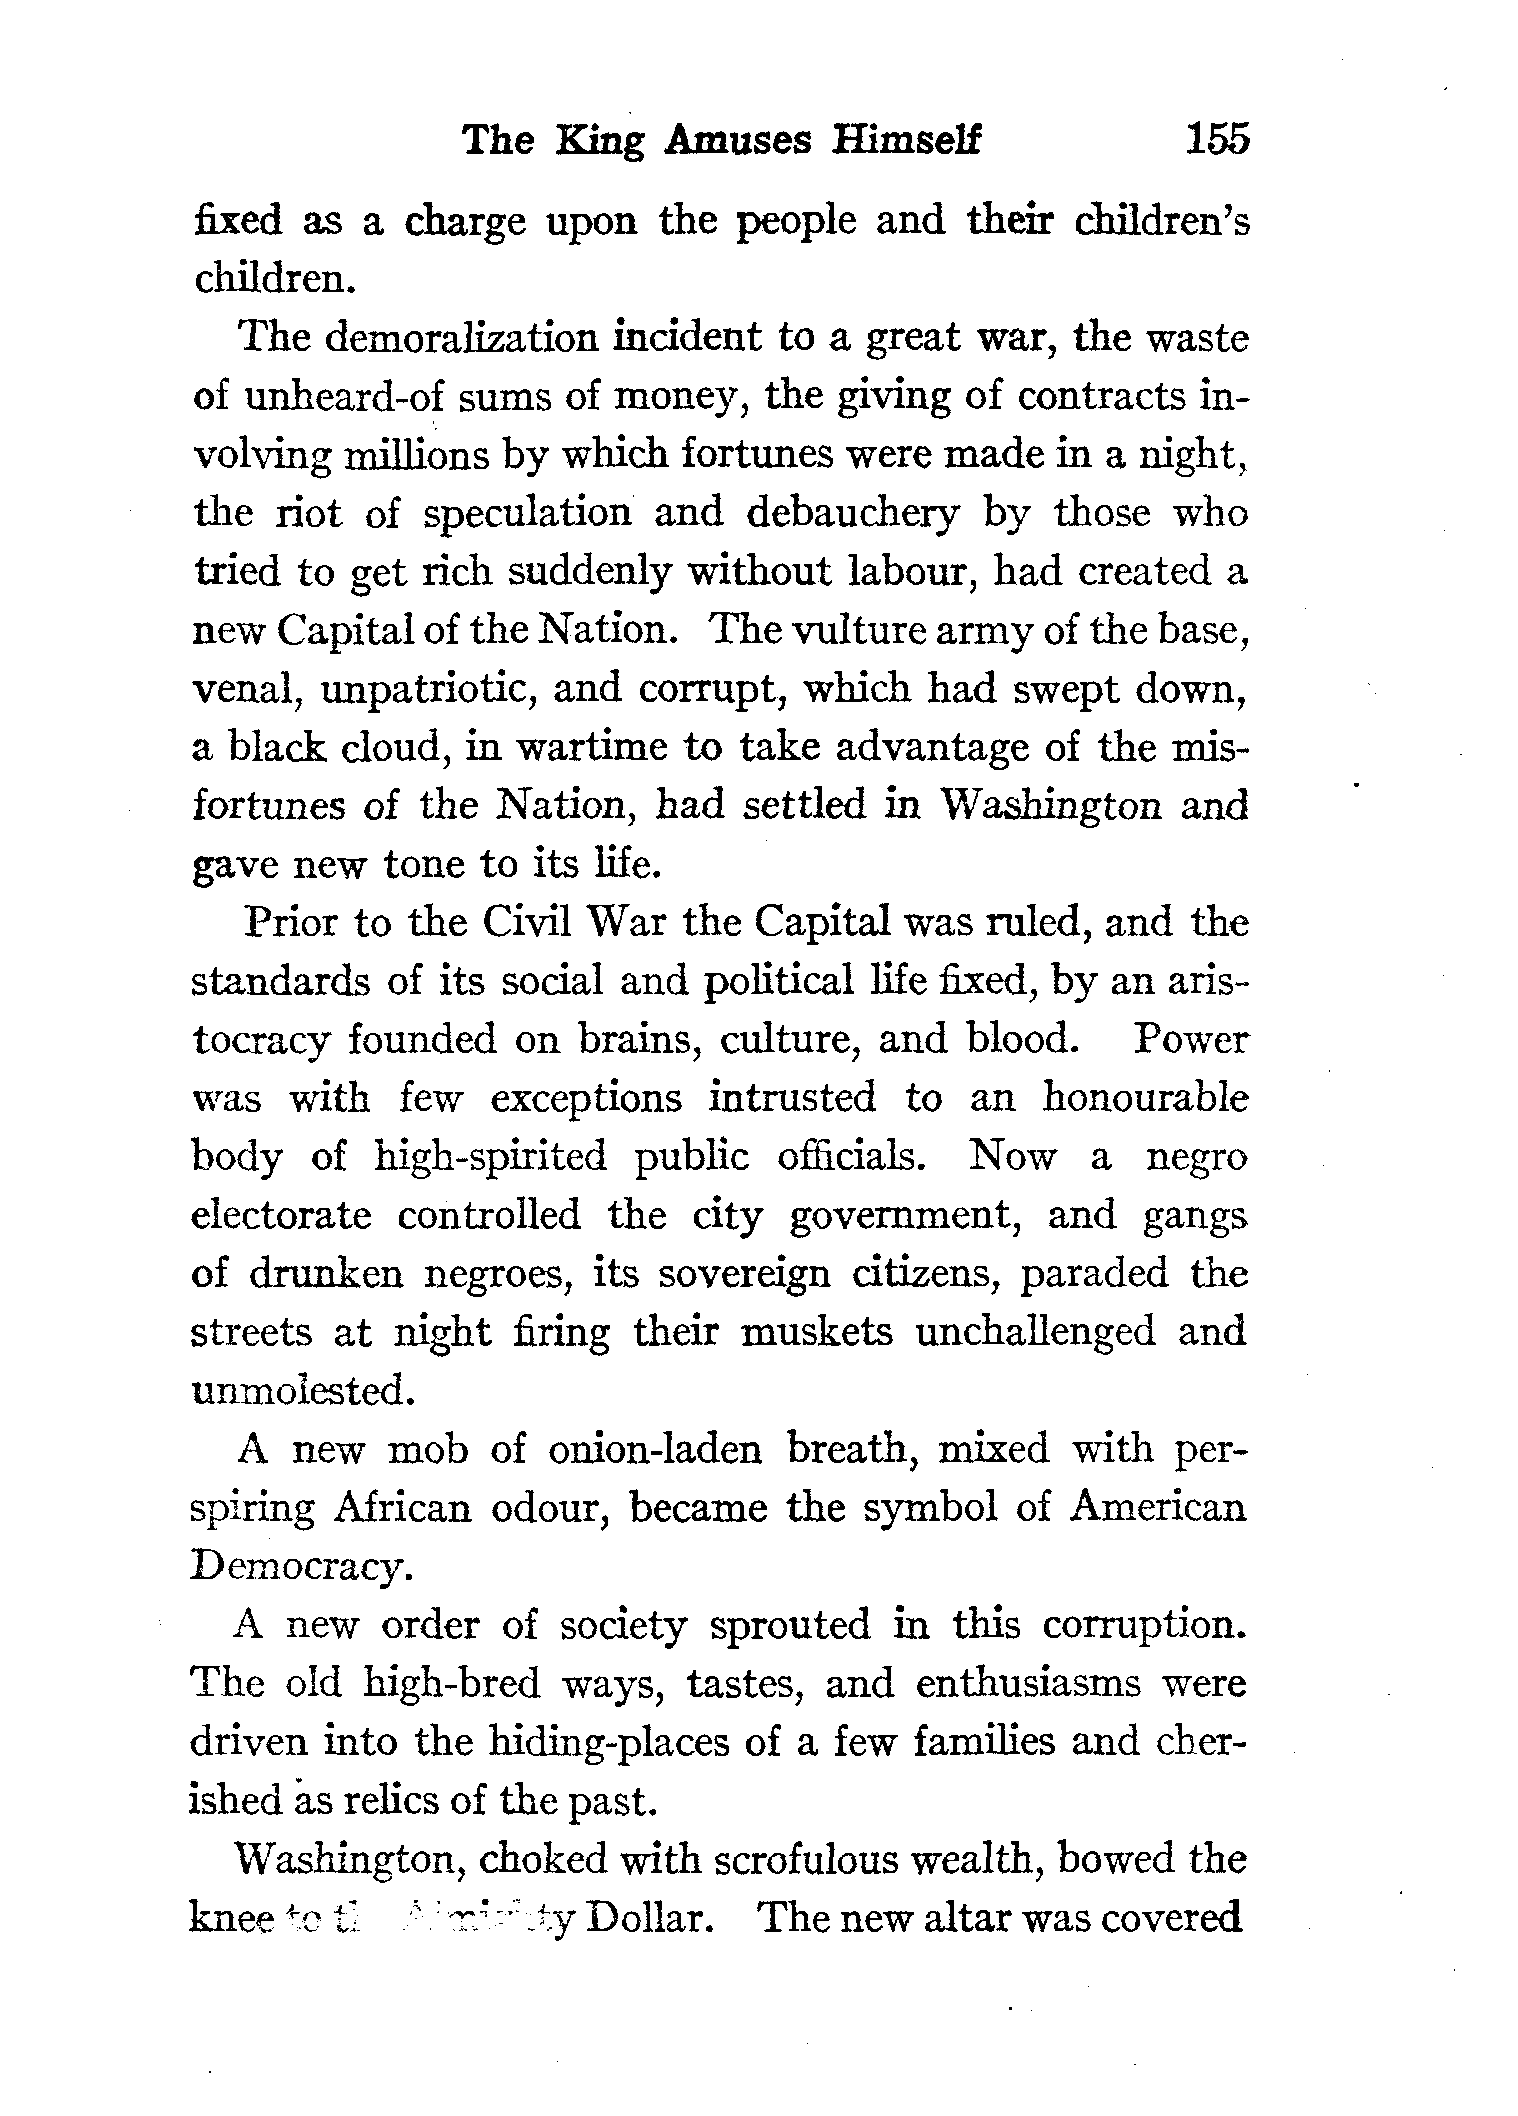 The King Amuses Himself 155
fixed as a charge upon the people and their children's
children.
The demoralization incident to a great war, the waste
of unheard-of sums of money, the giving of contracts in-
volving millions by which fortunes were made in a night,
the riot of speculation and debauchery by those who
tried to get rich suddenly without labour, had created a
new Capital of the Nation. The vulture army of the base,
venal, unpatriotic, and corrupt, which had swept down,
a black cloud, in wartime to take advantage of the mis-
fortunes of the Nation, had settled in Washington and
gave new tone to its life.
Prior to the Civil War the Capital was ruled, and the
standards of its social and political life fixed, by an aris-
tocracy founded on brains, culture, and blood. Power
was with few exceptions intrusted to an honourable
body of high-spirited public officials. Now a negro
electorate controlled the city government, and gangs
of drunken negroes, its sovereign citizens, paraded the
streets at night firing their muskets unchallenged and
unmolested.
A new mob of onion-laden breath, mixed with per-
spiring African odour, became the symbol of American
Democracy.
A new order of society sprouted in this corruption.
The old high-bred ways, tastes, and enthusiasms were
driven into the hiding-places of a few families and cher-
ished as relics of the past.
Washington, choked with scrofulous wealth, bowed the
knee to Dollar. The new altar was covered